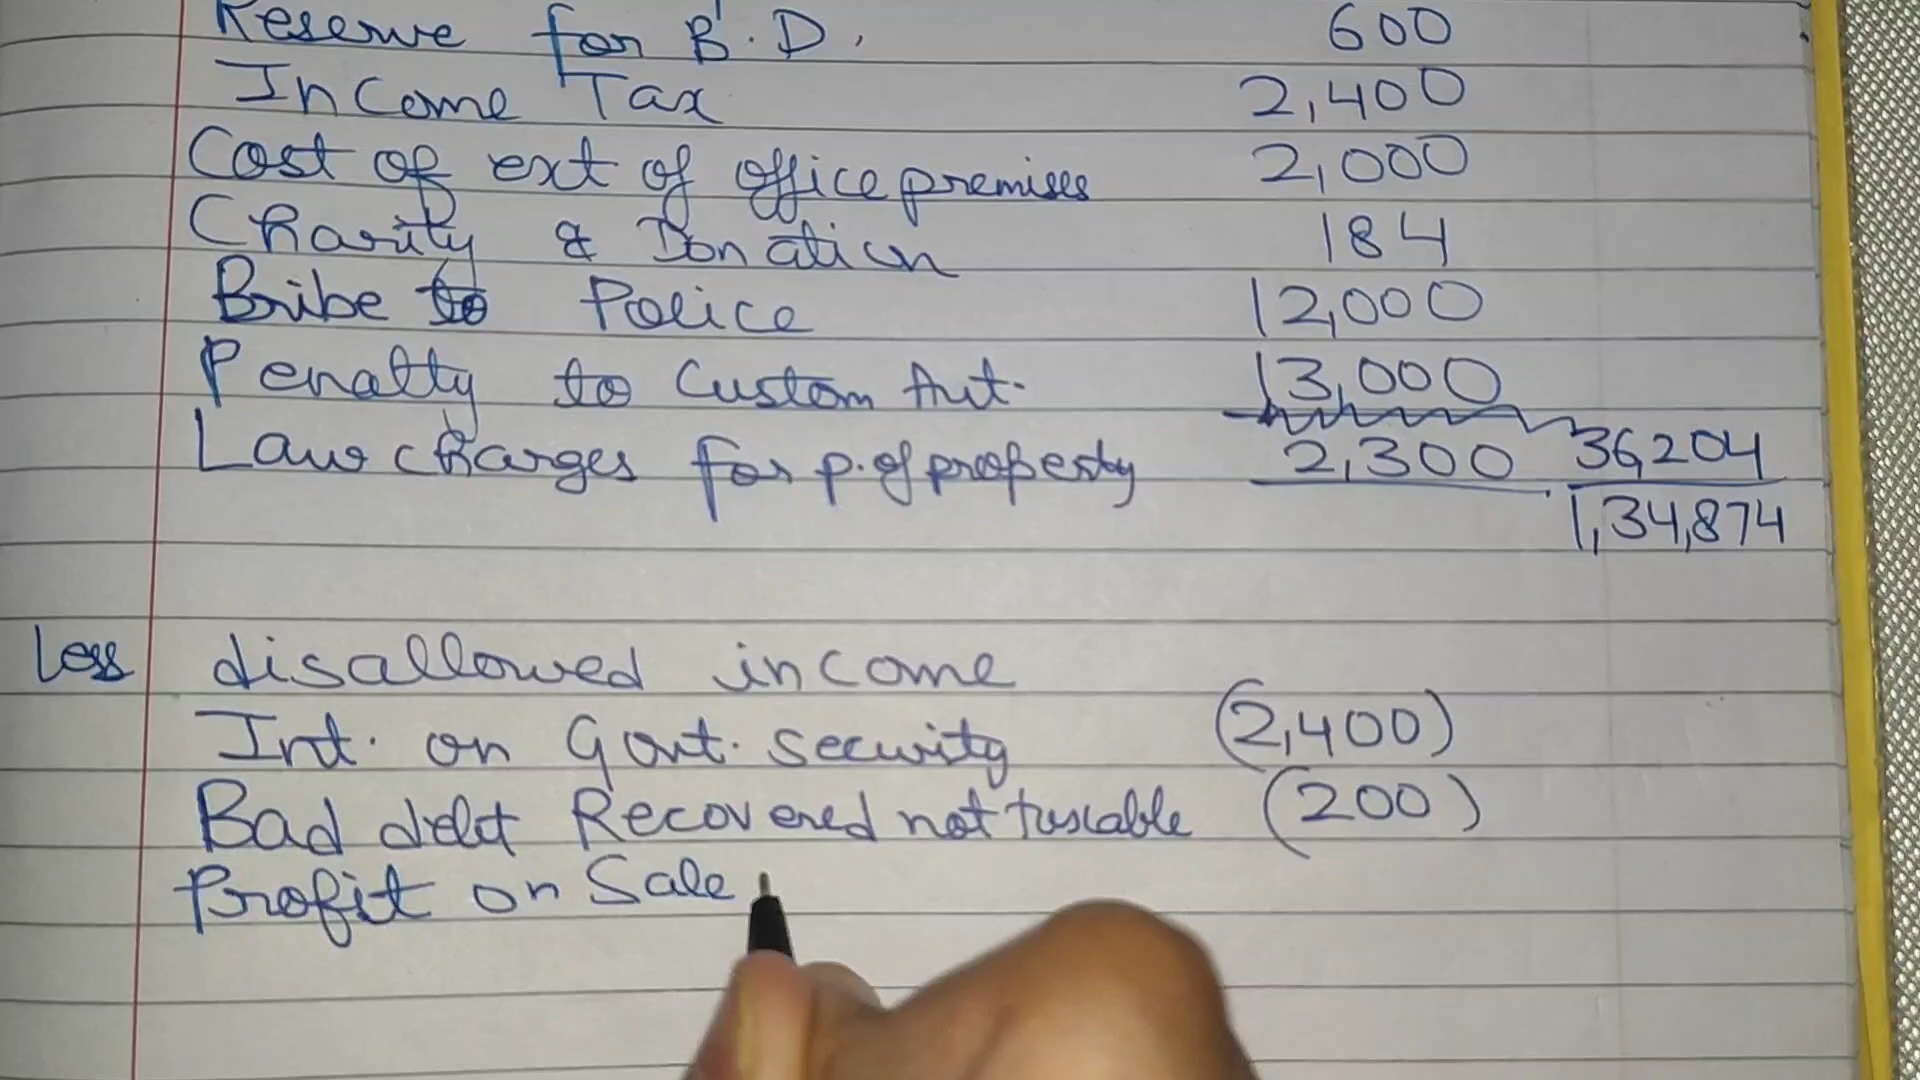 Reserve for B.D. 600
Income Tax 2,400
Cost of ext of office premises 2,000
Charity & Donation 184
Bribe to Police 12,000
Penalty to Custom Aut. 13,000
Law charges for p. of property 2,300 36,204
1,34,874
Less disallowed income
Int. on Govt. security (2,400)
Bad debt Recovered not taxable (200)
Profit on Sale